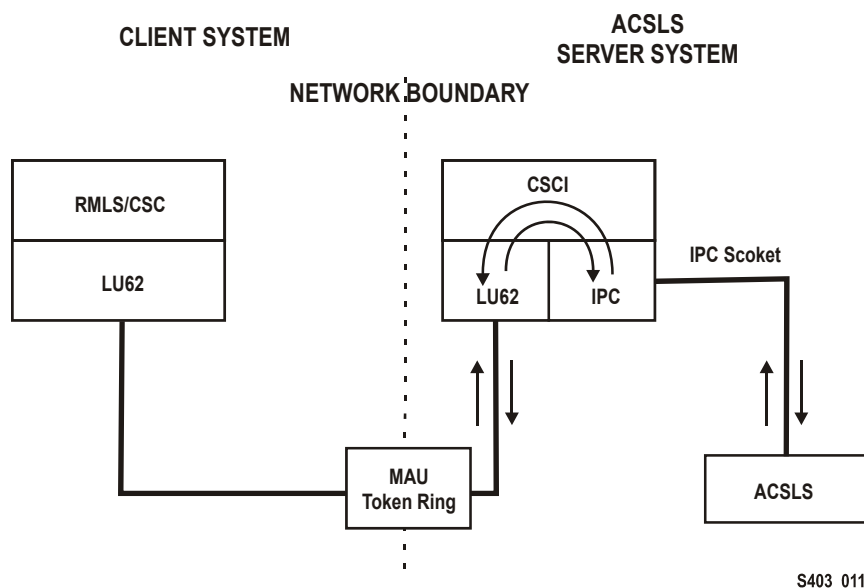 CLIENT SYSTEM
ACSLS
SERVER SYSTEM
NETWORK BOUNDARY
RMLS/CSC
LU62
CSCI
LU62
IPC
IPC Scoket
MAU
Token Ring
ACSLS
S403_011